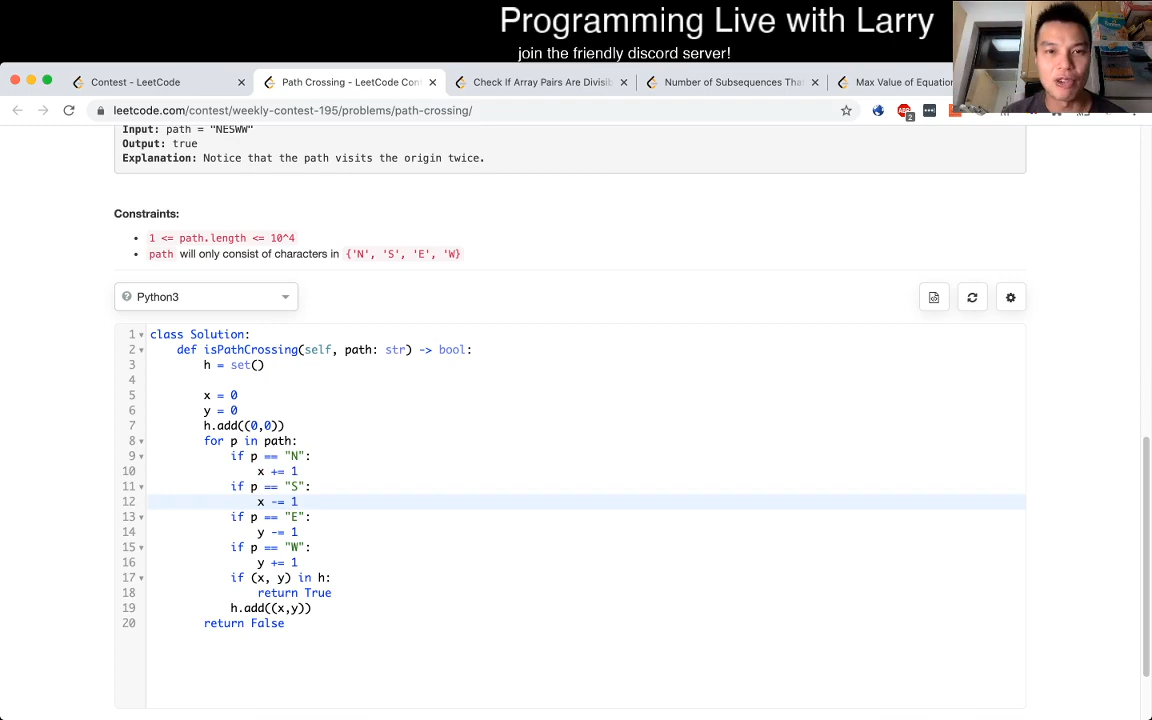 Programming Live with Larry
join the friendly discord server!
Contest - LeetCode
Path Crossing - LeetCode Con
Check If Array Pairs Are Divisib
Number of Subsequences Tha
Max Value of Equation
leetcode.com/contest/weekly-contest-195/problems/path-crossing/
2
Input: path = "NESWW"
Output: true
Explanation: Notice that the path visits the origin twice.
Constraints:
• 1 <= path.length <= 10^4
• path will only consist of characters in {'N', 'S', 'E', 'W}
Python3
1 class Solution:
2 def isPathCrossing(self, path: str) -> bool:
3 h = set()
4
5 x = 0
6 y = 0
7 h.add((0,0))
8 for p in path:
9 if p == "N":
10 x += 1
11 if p == "S":
12 x -= 1
13 if p == "E":
14 y -= 1
15 if p == "W":
16 y += 1
17 if (x, y) in h:
18 return True
19 h.add((x,y))
20 return False